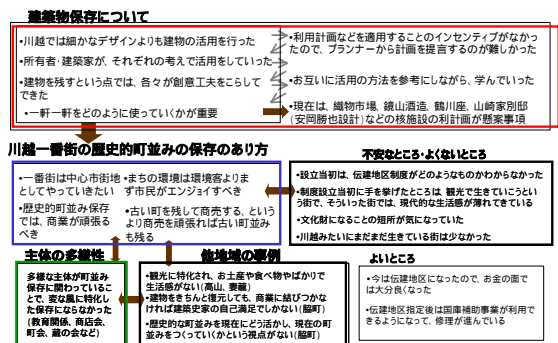 建築物保存について
•川越では細かなデザインよりも建物の活用を行った
•所有者・建築家が、それぞれの考えで活用をしていった
•建物を残すという点では、各々が創意工夫をこらして
できた
•一軒一軒をどのように使っていくかが重要
•利用計画などを適用することのインセンティブがなかっ
たので、プランナーから計画を提言するのが難しかった
•お互いに活用の方法を参考にしながら、学んでいった
•現在は、織物市場、鏡山酒造、鶴川座、山崎家別邸
(安岡勝也設計)などの核施設の利計画が懸案事項
川越一番街の歴史的町並みの保存のあり方
•一番街は中心市街地
としてやっていきたい
•歴史的町並み保存
では、商業が頑張る
べき
•まちの環境は環境客よりま
ず市民がエンジョイすべき
•古い町を残して商売する、とい
うより商売を頑張れば古い町並み
も残る
不安なところ・よくないところ
•設立当初は、伝建地区制度がどのようなものかわからなかった
•制度設立当初に手を挙げたところは、観光で生きていこうとい
う街で、そういった街では、現代的な生活感が薄れてきている
•文化財になることの短所が気になっていた
•川越みたいにまだまだ生きている街は少なかった
主体の多様性
多様な主体が町並み
保存に関わっているこ
とで、変な風に特化し
た保存にならなかった
(教育関係、商店会、
町会、蔵の会など)
他地域の事例
•観光に特化され、お土産や食べ物やばかりで
生活感がない(高山、妻籠)
•建物をきちんと復元しても、商業に結びつかな
ければ建築史家の自己満足でしかない(脇町)
•歴史的な町並みを現在にどう活かし、現在の町
並みをつくっていくかという視点がない(脇町)
よいところ
•今は伝建地区になったので、お金の面で
は大分良くなった
•伝建地区指定後は国庫補助事業が利用で
きるようになって、修理が進んでいる